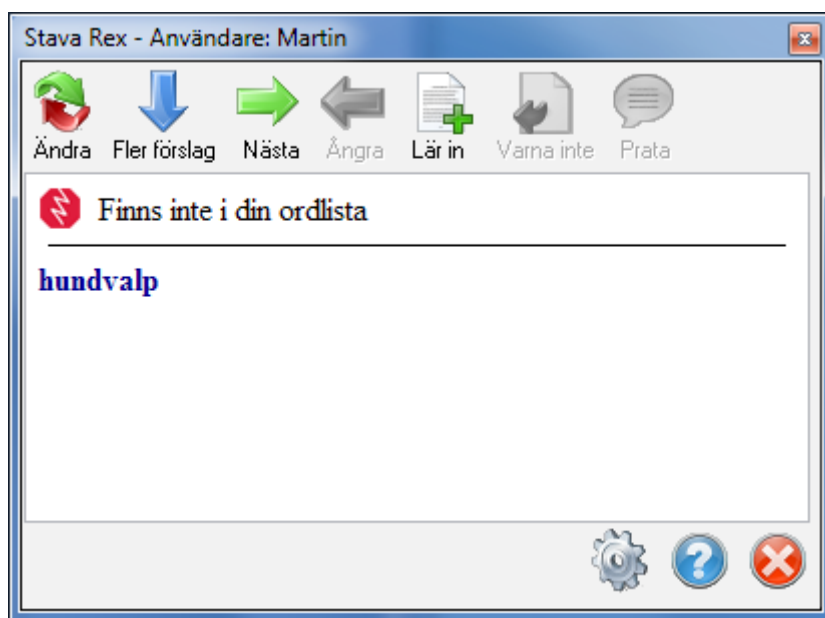 Stava Rex - Användare: Martin
Ändra Fler förslag Nästa Ångra Lär in Varna inte Prata
Finns inte i din ordlista
hundvalp